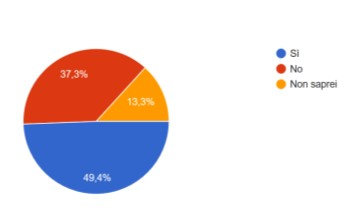 Sì
No
Non saprei
37,3%
13,3%
49,4%